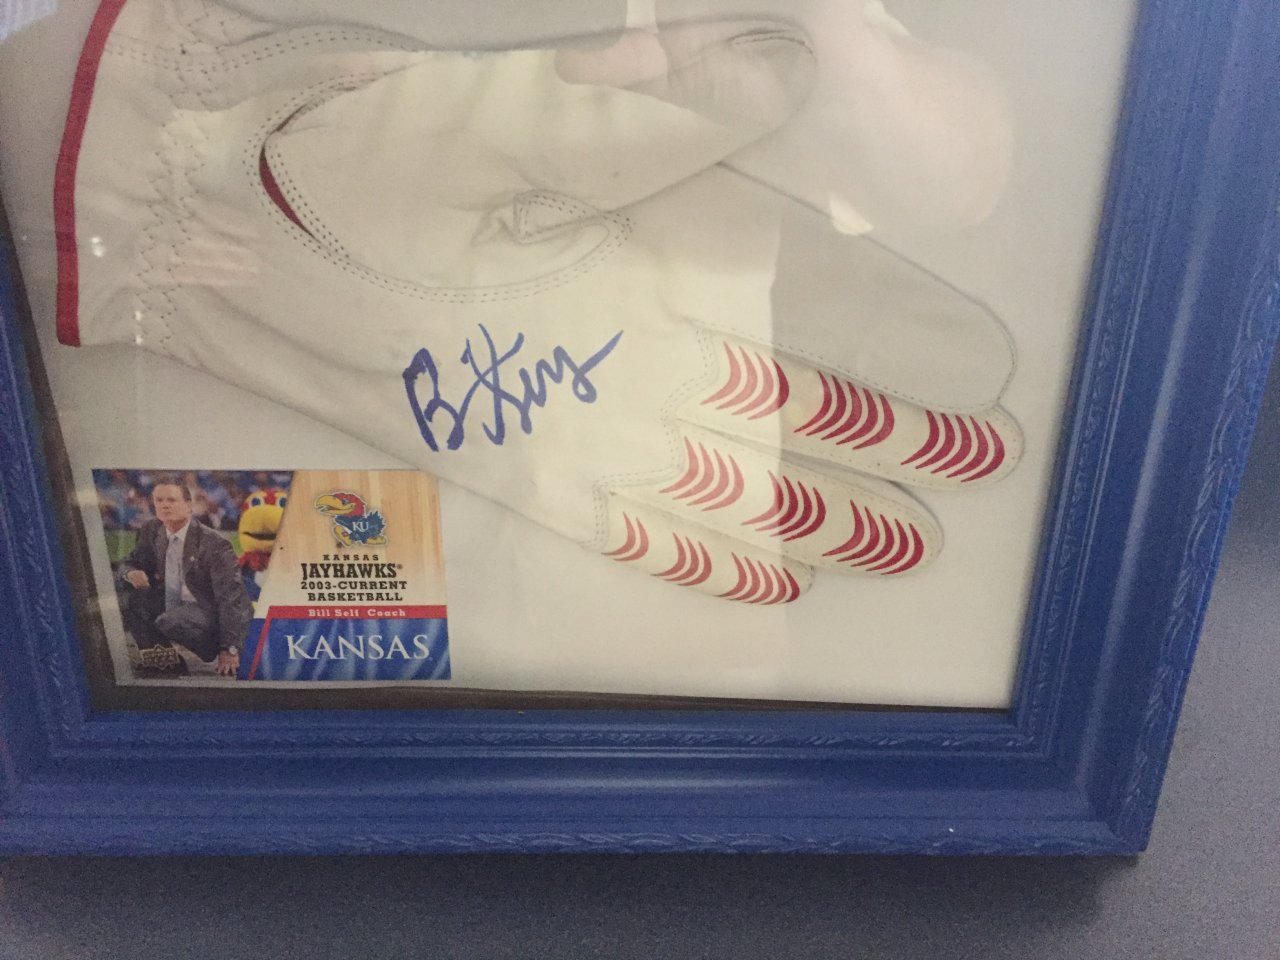 KU
KANSAS
JAYHAWKS®
2003-CURRENT
BASKETBALL
Bill Self Coach
KANSAS